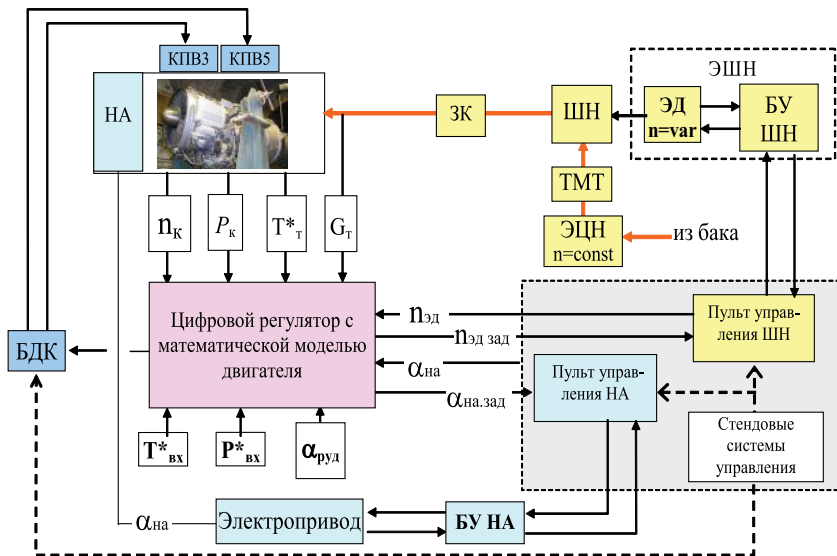 КПВ3
КПВ5
НА
ЗК
ШН
ЭШН
ЭД
n=var
БУ
ШН
ТМТ
ЭЦН
n=const
из бака
nк
Pк
T*т
Gт
Цифровой регулятор с
математической моделью
двигателя
БДК
nэд
nэд зад
αна
αна.зад
Пульт управ-
ления ШН
Пульт управ-
ления НА
Стендовые
системы
управления
T*вх
P*вх
αруд
αна
Электропривод
БУ НА